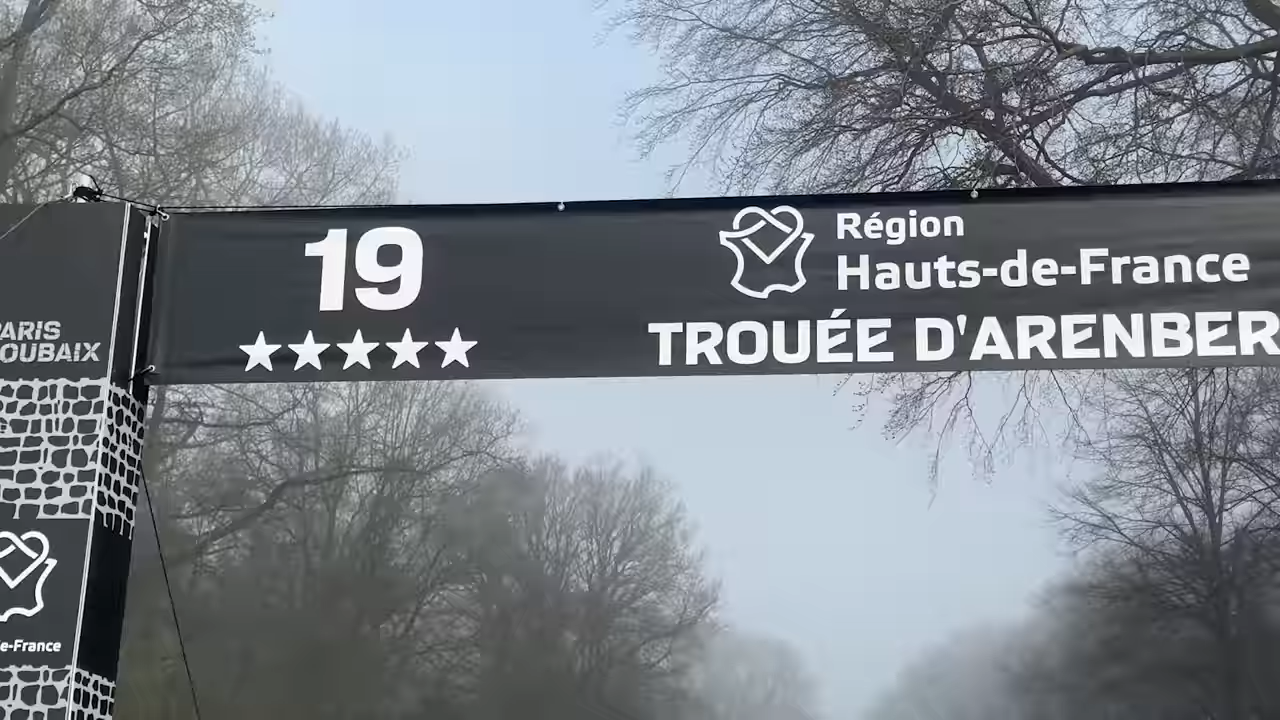 19
★★★★★
Région
Hauts-de-France
TROUÉE D'ARENBER
ARIS
OUBAIX
e-France